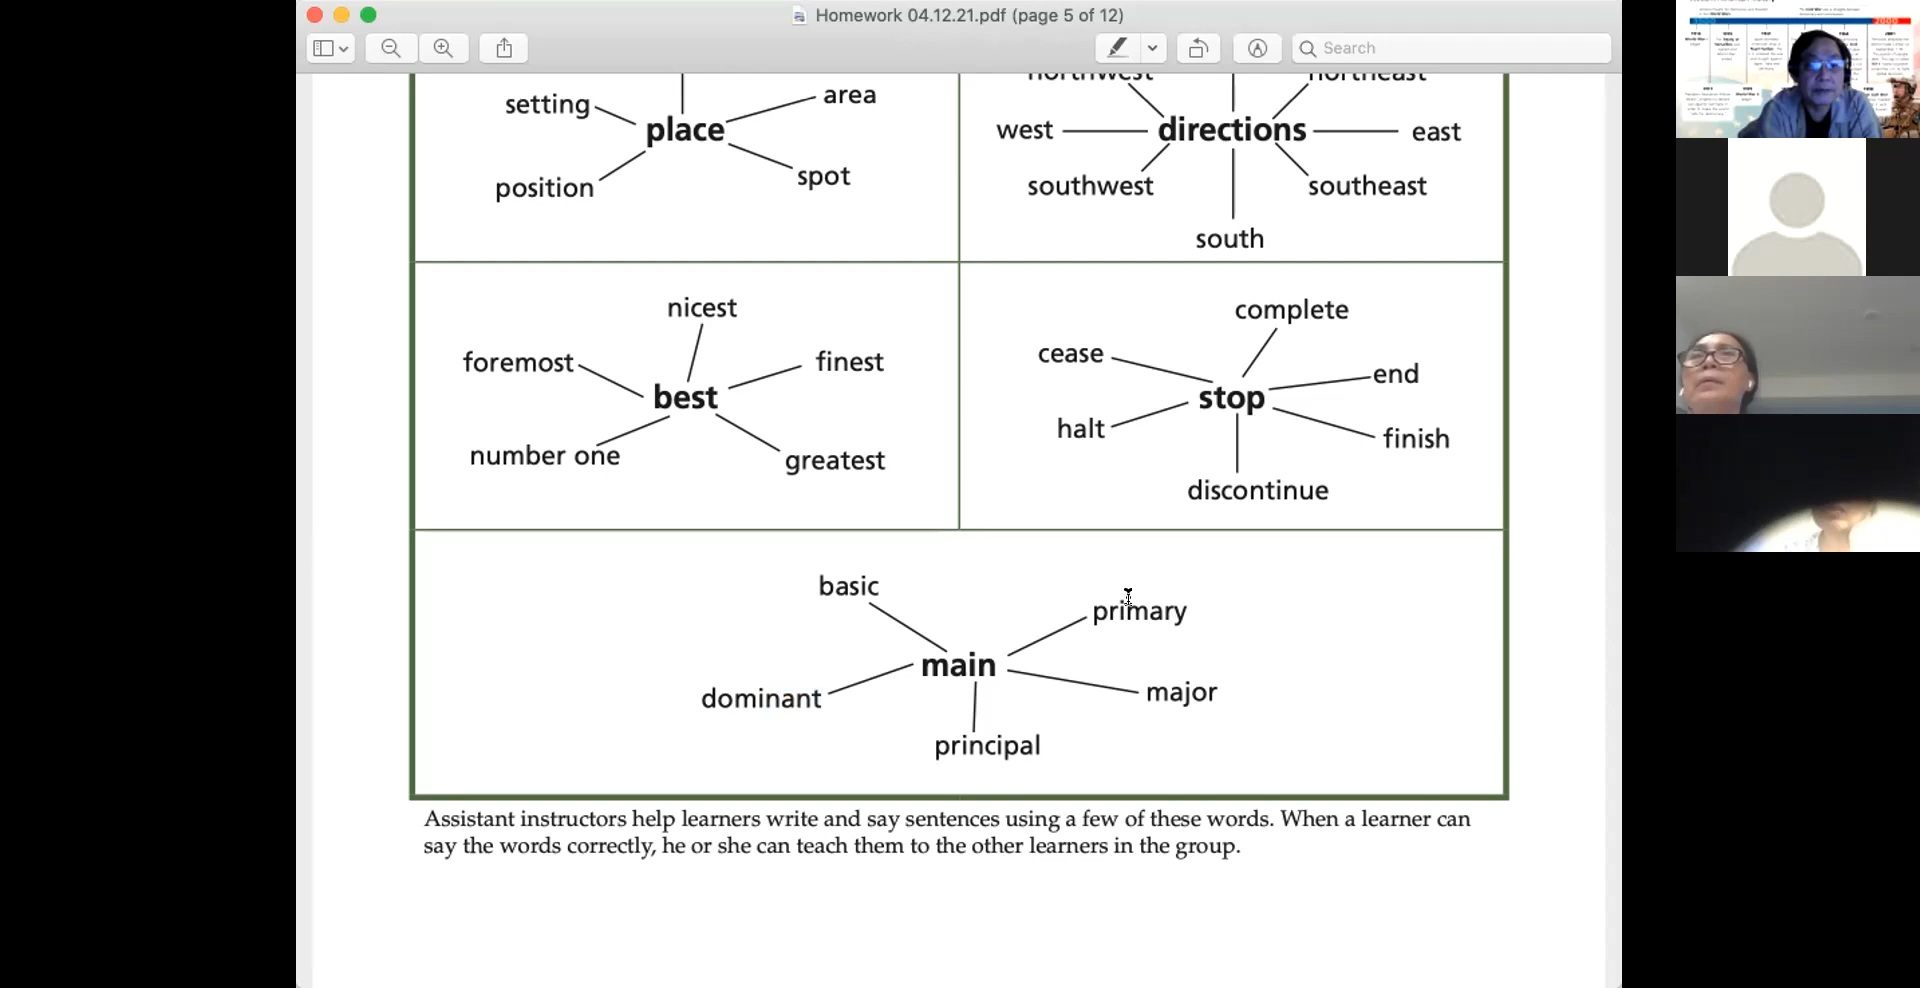 Homework 04.12.21.pdf (page 5 of 12)
Search
setting
area
place
position
spot
northwest
northeast
west
directions
east
southwest
southeast
south
nicest
foremost
finest
best
number one
greatest
complete
cease
end
stop
halt
finish
discontinue
basic
primary
main
dominant
major
principal
Assistant instructors help learners write and say sentences using a few of these words. When a learner can
say the words correctly, he or she can teach them to the other learners in the group.